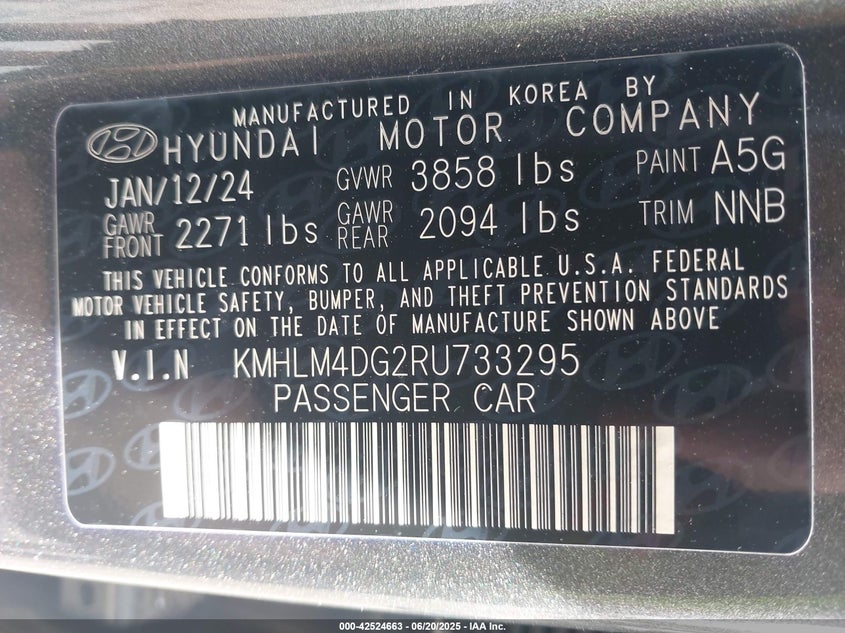 MANUFACTURED IN KOREA BY
HYUNDAI MOTOR COMPANY
JAN/12/24 GVWR 3858 lbs PAINT A5G
GAWR FRONT 2271 lbs GAWR REAR 2094 lbs TRIM NNB
THIS VEHICLE CONFORMS TO ALL APPLICABLE U.S.A. FEDERAL
MOTOR VEHICLE SAFETY, BUMPER, AND THEFT PREVENTION STANDARDS
IN EFFECT ON THE DATE OF MANUFACTURE SHOWN ABOVE
V.I.N KMHLM4DG2RU733295
PASSENGER CAR
000-42524663 - 06/20/2025 - IAA Inc.